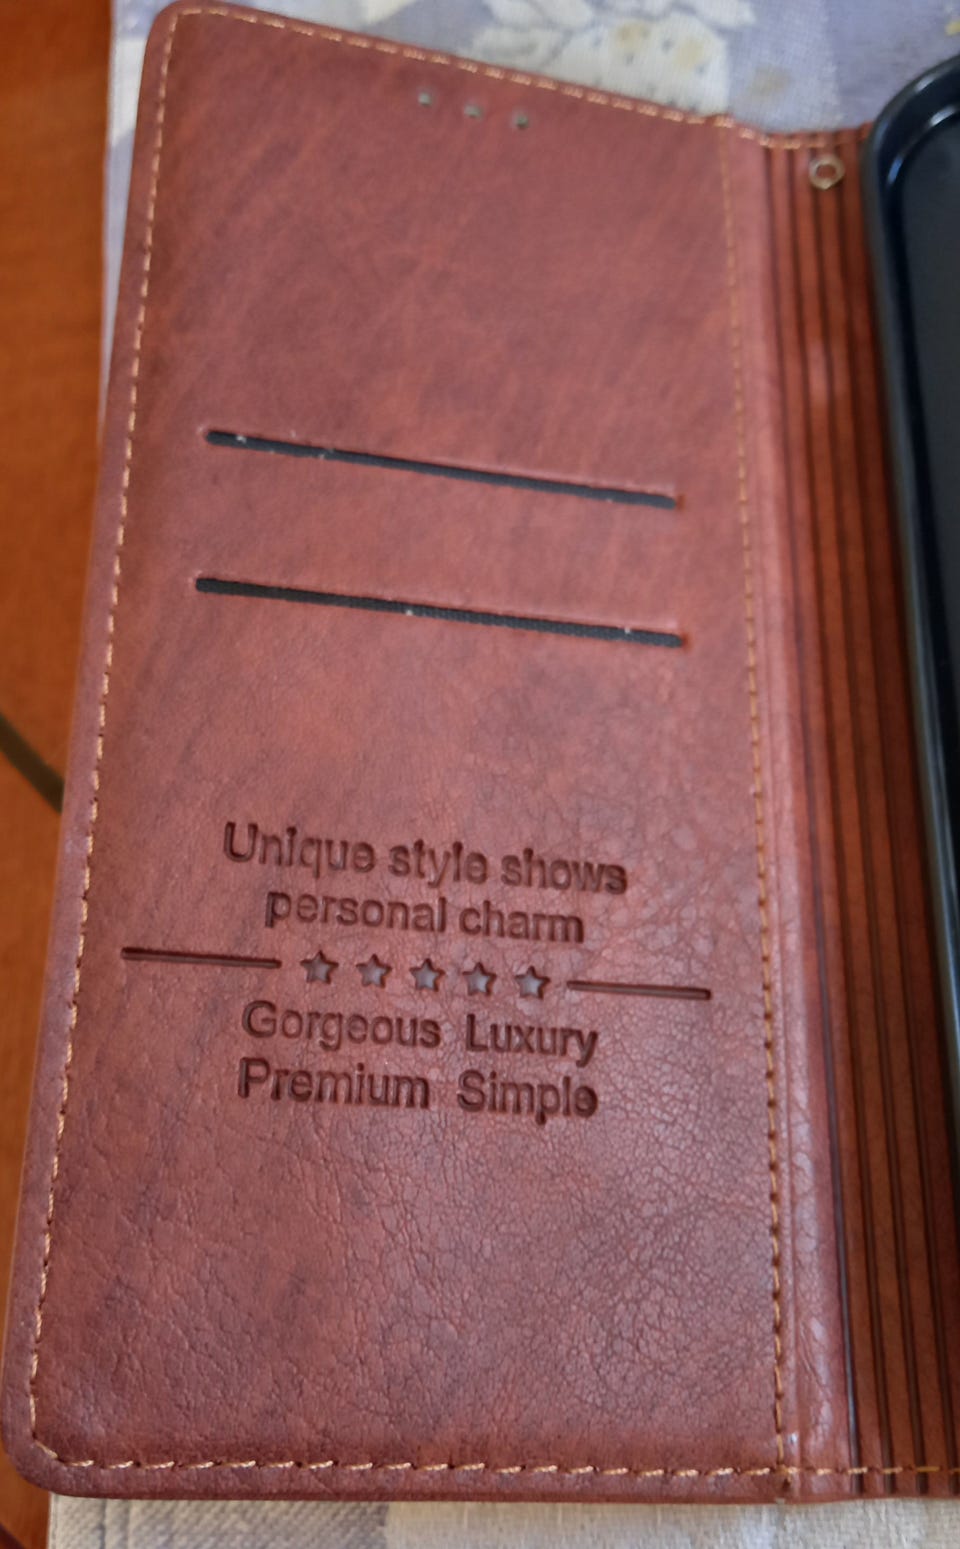 Unique style shows
personal charm
Gorgeous Luxury
Premium Simple